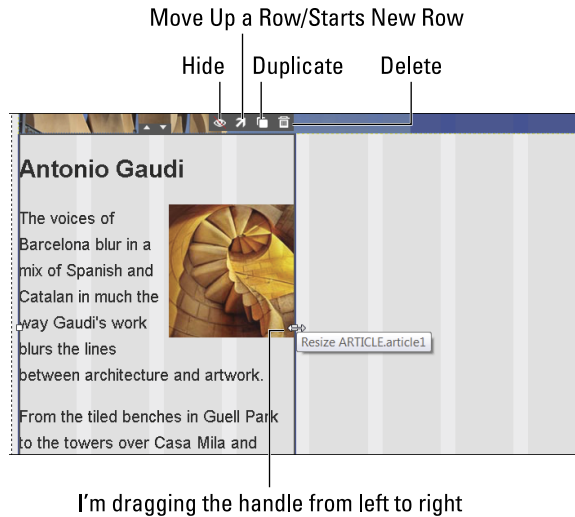 Move Up a Row/Starts New Row
Hide Duplicate Delete
Antonio Gaudi
The voices of
Barcelona blur in a
mix of Spanish and
Catalan in much the
way Gaudi's work
blurs the lines
between architecture and artwork.
Resize ARTICLE.article1
From the tiled benches in Guell Park
to the towers over Casa Mila and
I'm dragging the handle from left to right